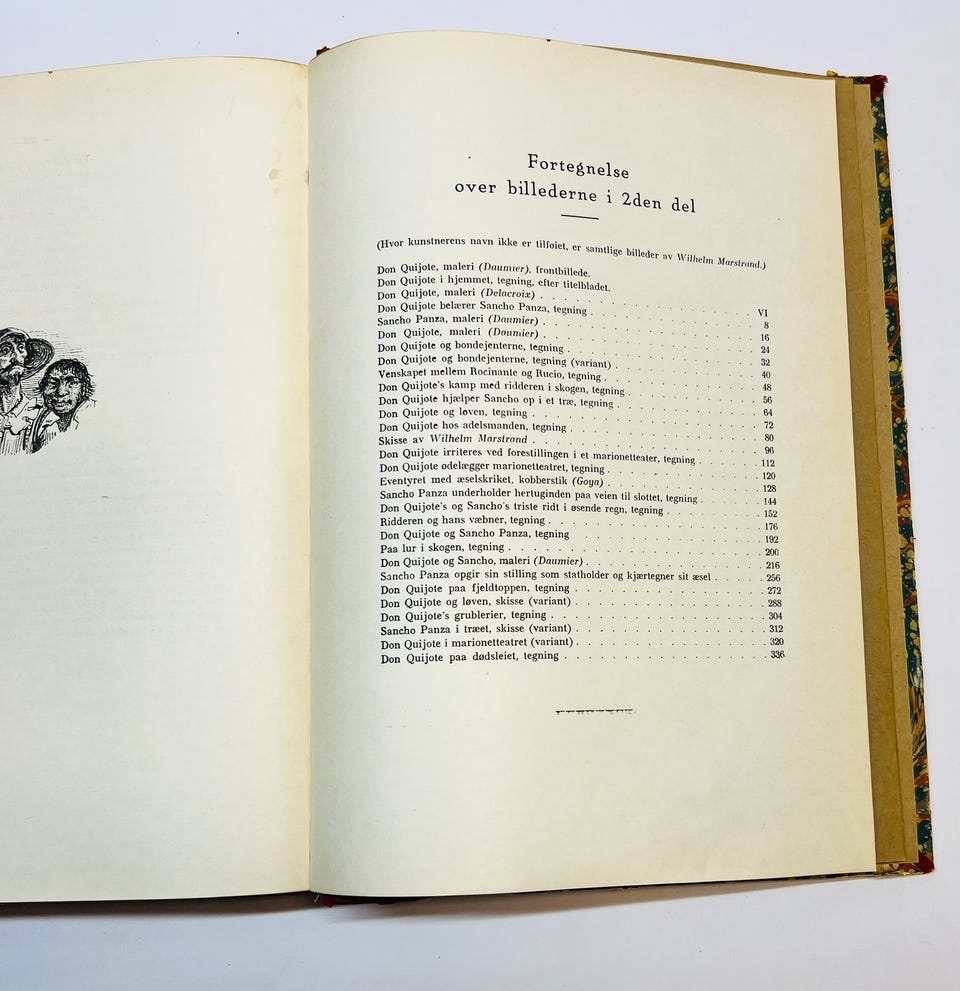 Fortegnelse
over billederne i 2den del
(Hvor kunstnerens navn ikke er tilføiet, er samtlige billeder av Wilhelm Marstrand.)
Don Quijote, maleri (Daumier), frontbillede.
Don Quijote i hjemmet, tegning, efter titelbladet.
Don Quijote, maleri (Delacroix) . . . . . VI
Don Quijote belærer Sancho Panza, tegning . . . . . 8
Sancho Panza, maleri (Daumier) . . . . . 16
Don Quijote, maleri (Daumier) . . . . . 24
Don Quijote og bondejenterne, tegning . . . . . 32
Don Quijote og bondejenterne, tegning (variant) . . . . . 40
Venskapet mellem Rocinante og Rucio, tegning . . . . . 48
Don Quijote's kamp med ridderen i skogen, tegning . . . . . 56
Don Quijote hjælper Sancho op i et træ, tegning . . . . . 64
Don Quijote og løven, tegning . . . . . 72
Don Quijote hos adelsmanden, tegning . . . . . 80
Skisse av Wilhelm Marstrand . . . . . 96
Don Quijote irriteres ved forestillingen i et marionetteater, tegning . . . . . 112
Don Quijote ødelægger marionetteatret, tegning . . . . . 120
Eventyret med æselskriket, kobberstik (Goya) . . . . . 128
Sancho Panza underholder hertuginden paa veien til slottet, tegning . . . . . 144
Don Quijote's og Sancho's triste ridt i øsende regn, tegning . . . . . 152
Ridderen og hans væbner, tegning . . . . . 176
Don Quijote og Sancho Panza, tegning . . . . . 192
Paa lur i skogen, tegning . . . . . 200
Don Quijote og Sancho, maleri (Daumier) . . . . . 216
Sancho Panza opgir sin stilling som statholder og kjærtegner sit æsel . . . . . 256
Don Quijote paa fjeldtoppen, tegning . . . . . 272
Don Quijote og løven, skisse (variant) . . . . . 288
Don Quijote's grublerier, tegning . . . . . 304
Sancho Panza i træet, skisse (variant) . . . . . 312
Don Quijote i marionetteatret (variant) . . . . . 320
Don Quijote paa dødsleiet, tegning . . . . . 336